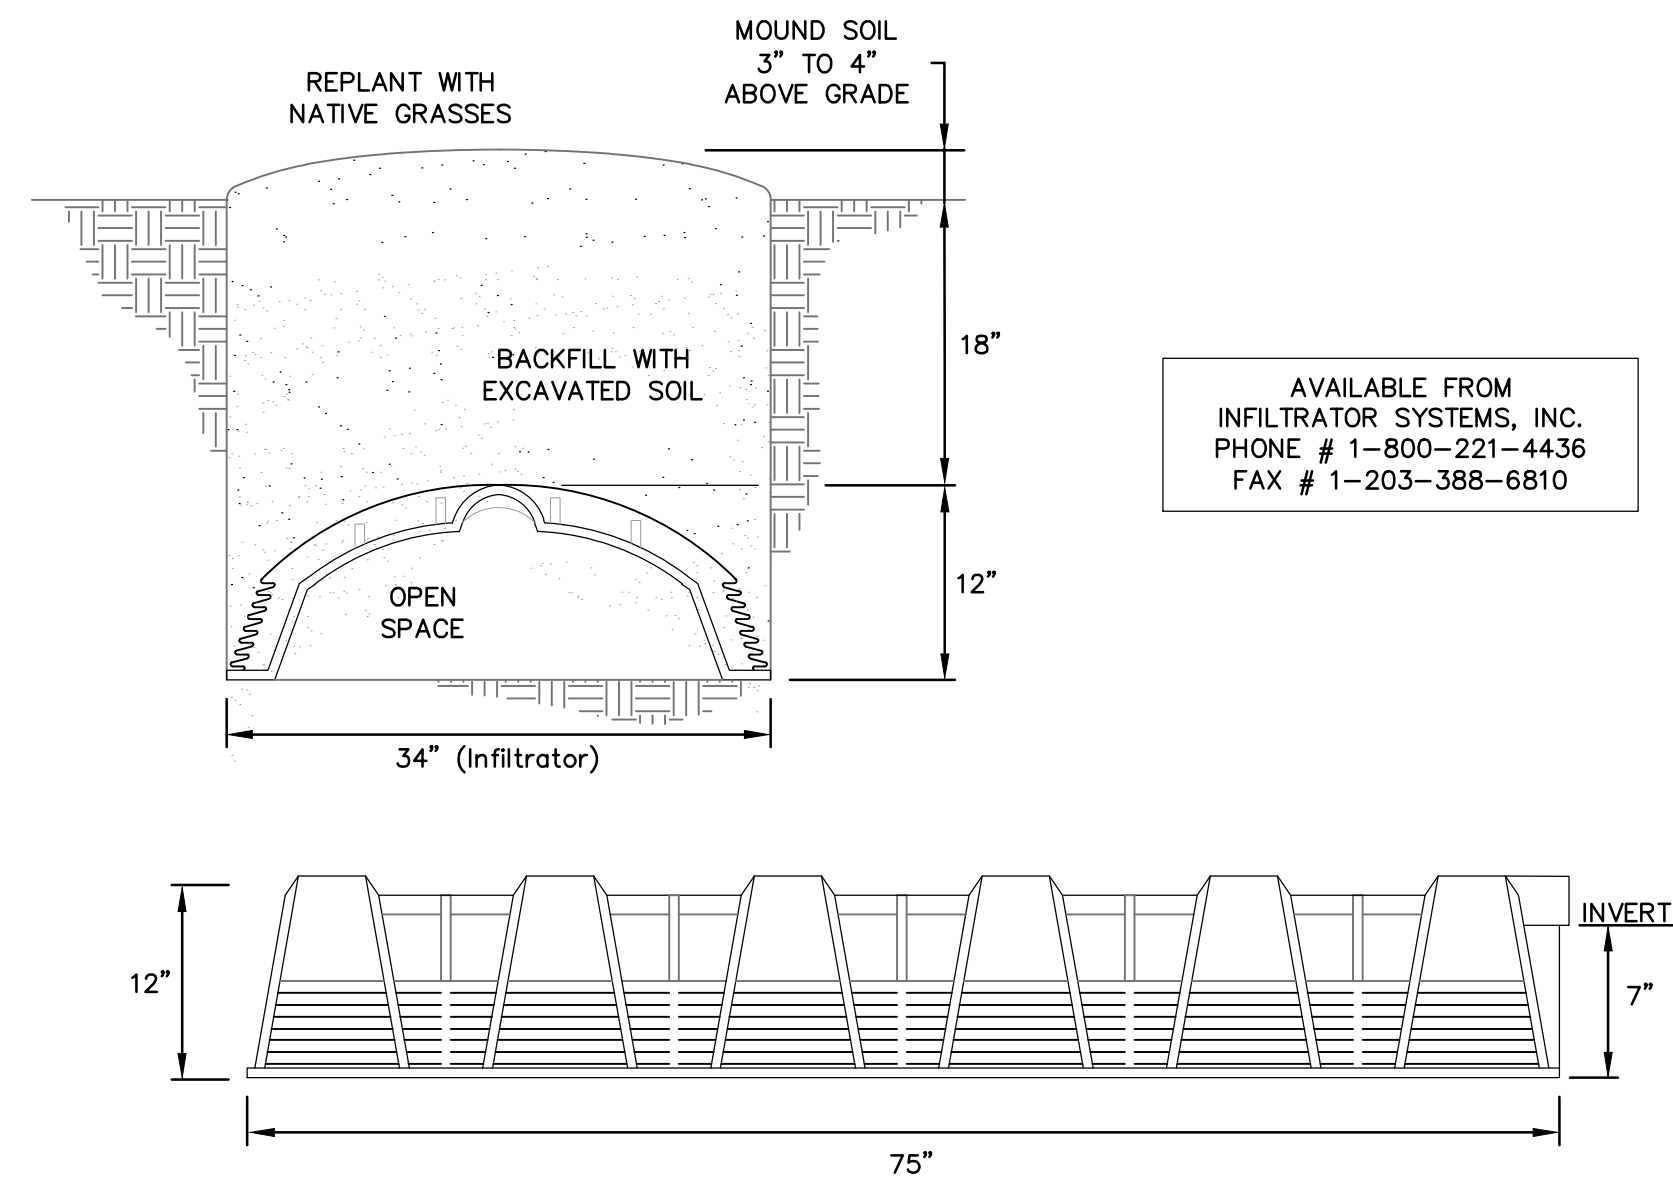 MOUND SOIL
3" TO 4"
ABOVE GRADE
REPLANT WITH
NATIVE GRASSES
18"
BACKFILL WITH
EXCAVATED SOIL
AVAILABLE FROM
INFILTRATOR SYSTEMS, INC.
PHONE # 1-800-221-4436
FAX # 1-203-388-6810
12"
OPEN
SPACE
34" (Infiltrator)
INVERT
12"
7"
75"